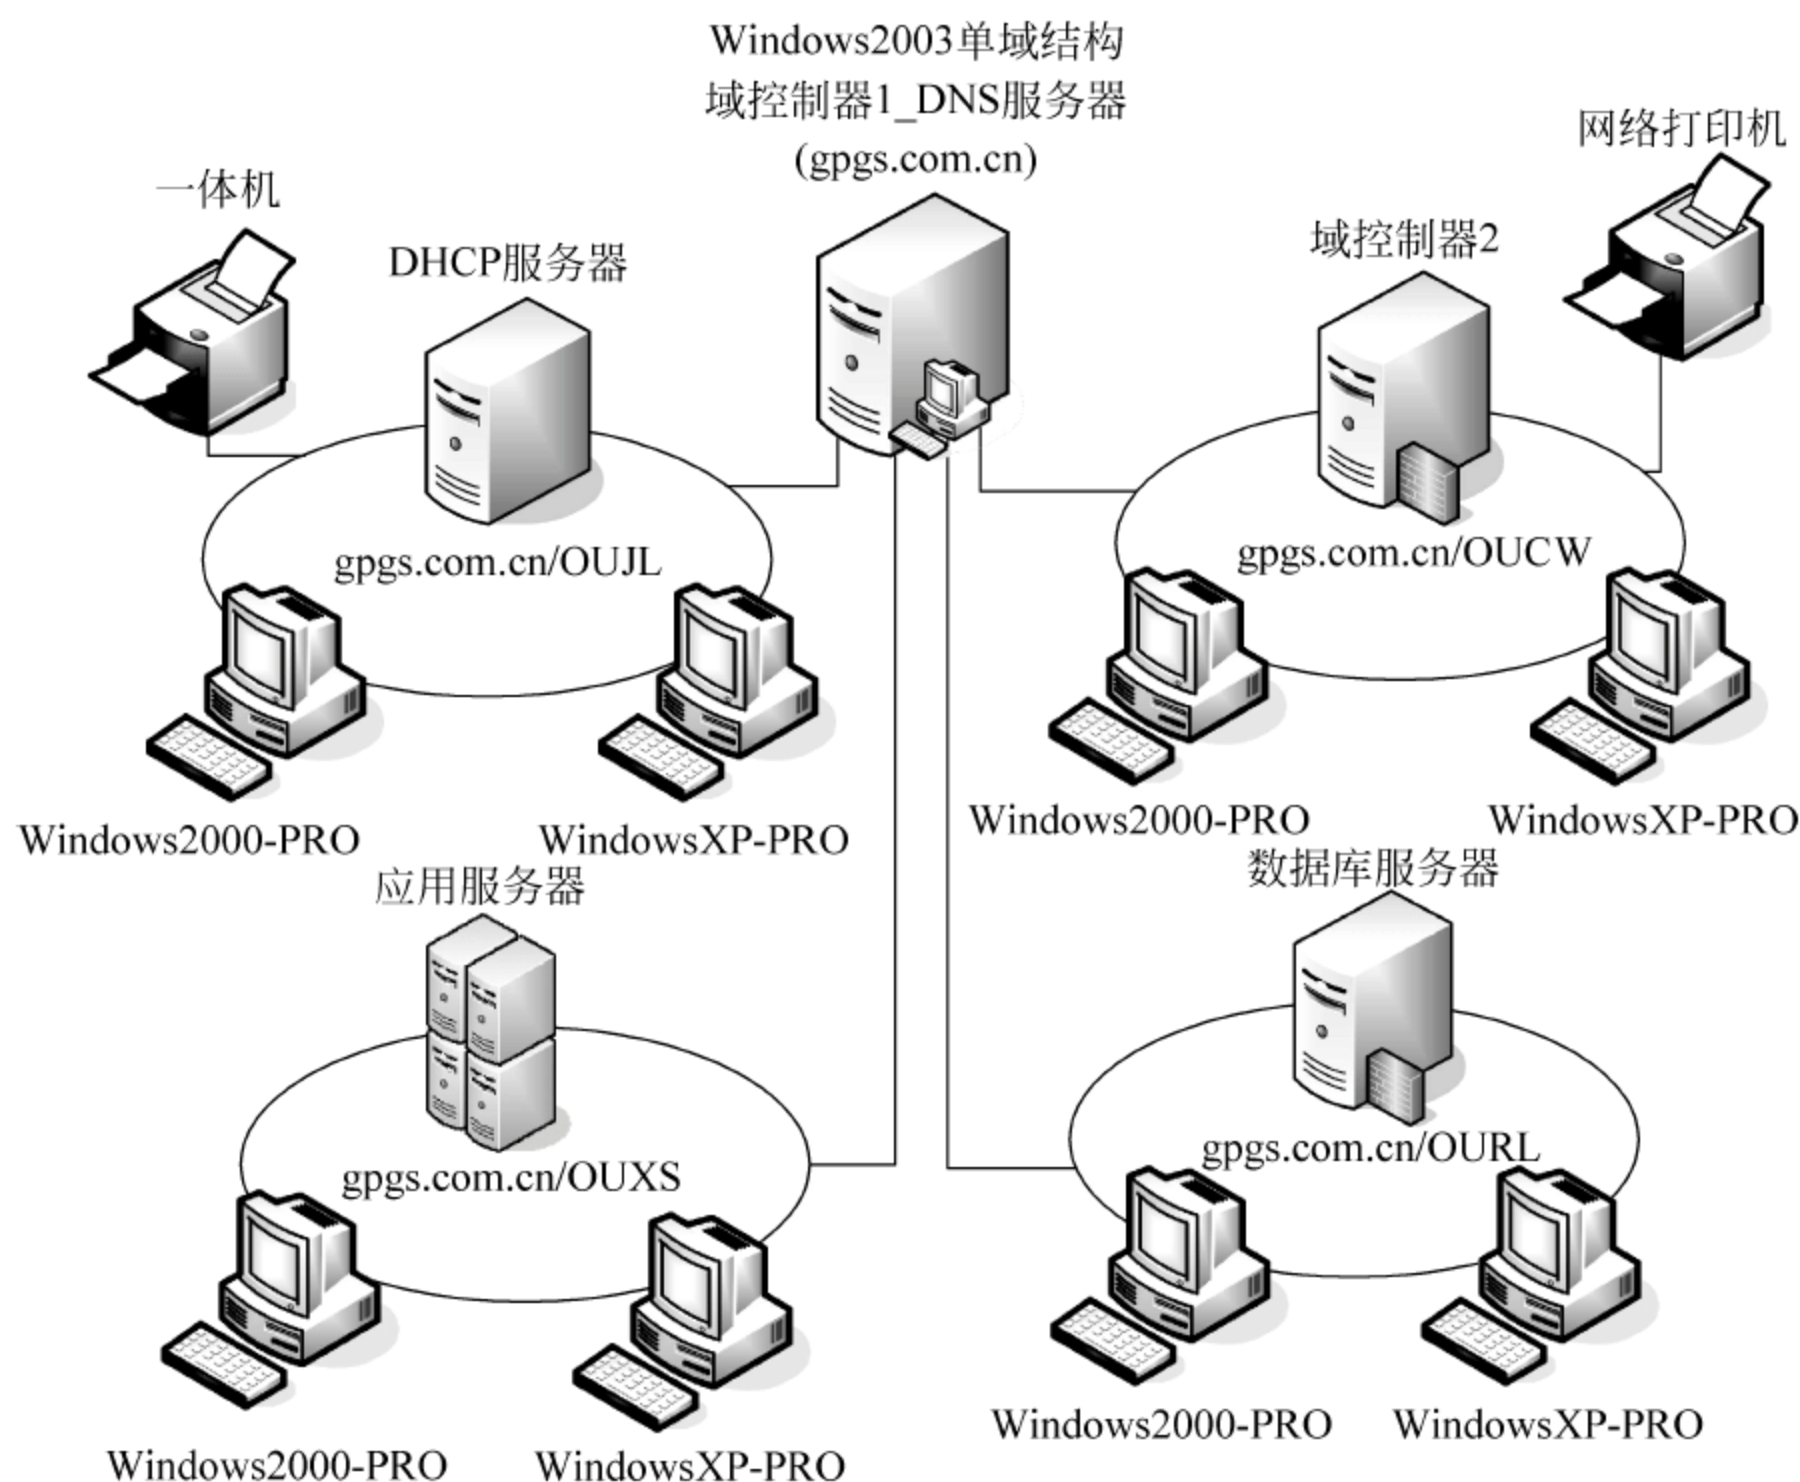 Windows2003单域结构
域控制器1_DNS服务器
(gpgs.com.cn)
网络打印机
一体机
DHCP服务器
域控制器2
gpgs.com.cn/OUJL
gpgs.com.cn/OUCW
Windows2000-PRO
WindowsXP-PRO
Windows2000-PRO
WindowsXP-PRO
应用服务器
数据库服务器
gpgs.com.cn/OUXS
gpgs.com.cn/OURL
Windows2000-PRO
WindowsXP-PRO
Windows2000-PRO
WindowsXP-PRO